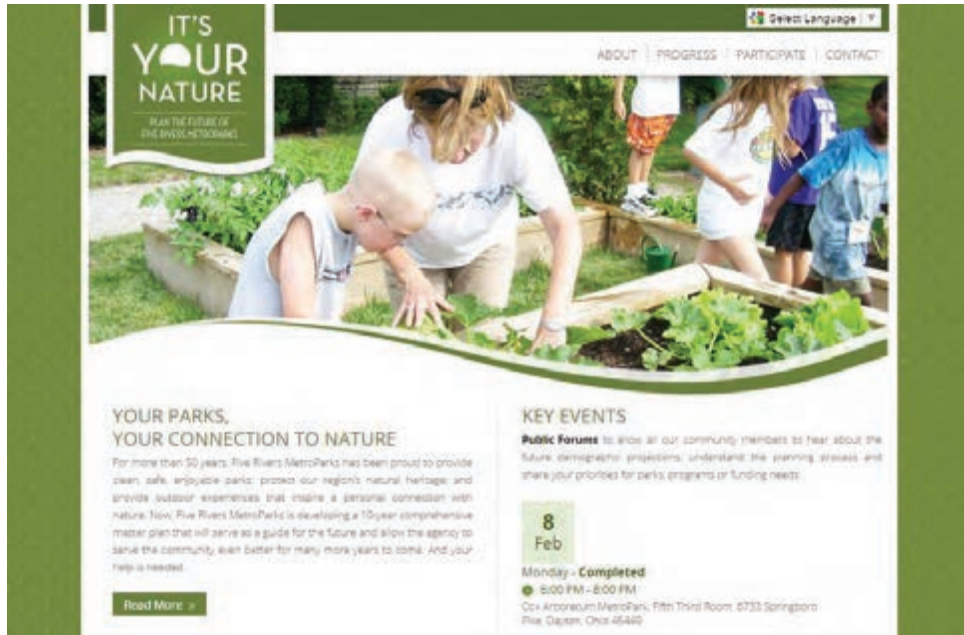 IT'S
YOUR
NATURE
PLAN THE FUTURE OF
FIVE RIVERS METROPARKS
Select Language ▼
ABOUT | PROGRESS | PARTICIPATE | CONTACT
YOUR PARKS,
YOUR CONNECTION TO NATURE
For more than 50 years, Five Rivers MetroParks has been proud to provide
clean, safe, enjoyable parks; protect our region's natural heritage; and
provide outdoor experiences that inspire a personal connection with
nature. Now, Five Rivers MetroParks is developing a 10-year comprehensive
master plan that will serve as a guide for the future and allow the agency to
serve the community even better for many more years to come. And your
help is needed.
Read More »
KEY EVENTS
Public Forums to allow all our community members to hear about the
future demographic projections, understand the planning process and
share your priorities for parks, programs or funding needs.
8
Feb
Monday - Completed
6:00 PM - 8:00 PM
Cox Arboretum MetroPark, Fifth Third Room, 6733 Springboro
Pike, Dayton, Ohio 45449